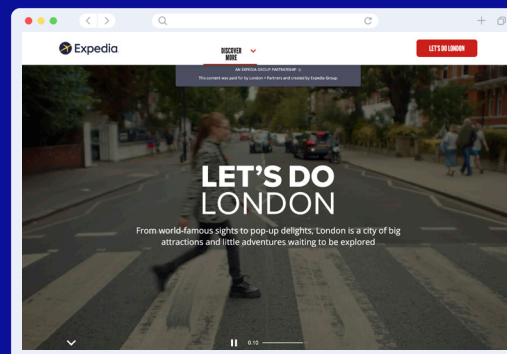 Expedia
DISCOVER
MORE
LET'S DO LONDON
AN EXPEDIA GROUP PARTNERSHIP
This content was paid for by London + Partners and created by Expedia Group.
LET'S DO
LONDON
From world-famous sights to pop-up delights, London is a city of big
attractions and little adventures waiting to be explored
0:10